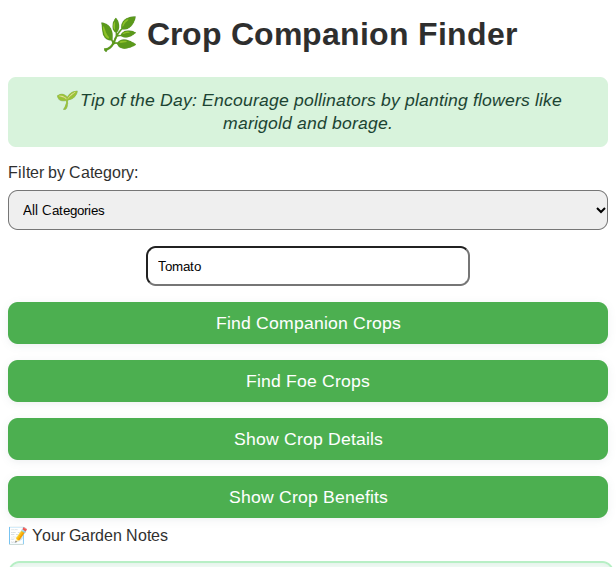 🌿 Crop Companion Finder
🌱 Tip of the Day: Encourage pollinators by planting flowers like
marigold and borage.
Filter by Category:
All Categories
Tomato
Find Companion Crops
Find Foe Crops
Show Crop Details
Show Crop Benefits
📝 Your Garden Notes